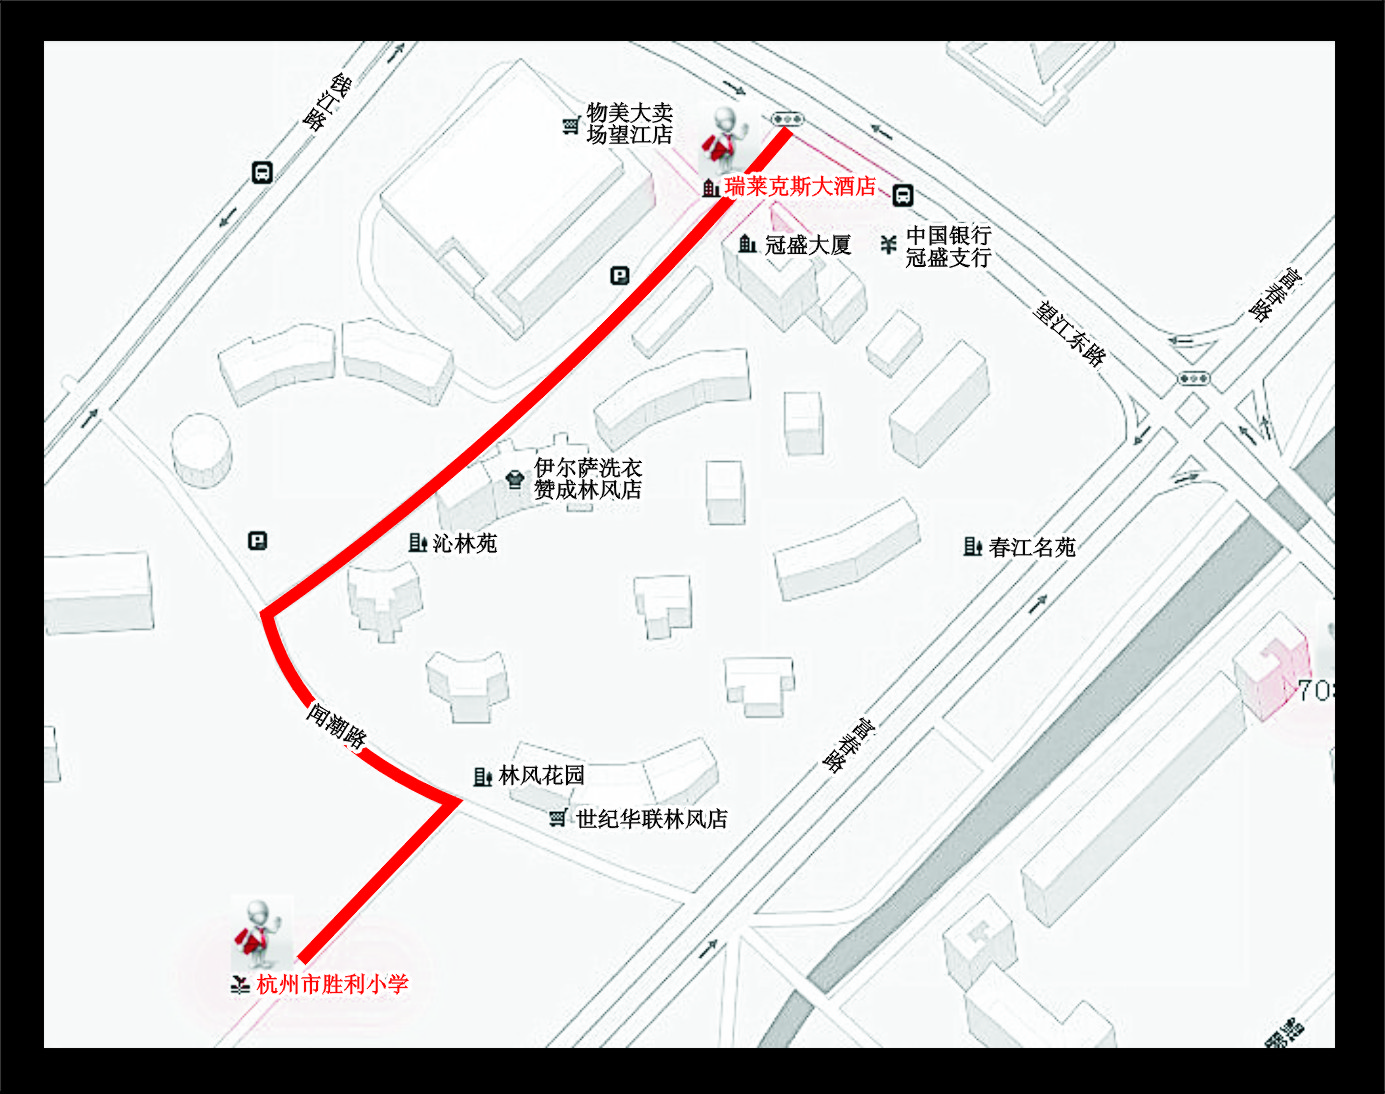 钱江路
物美大卖
场望江店
瑞莱克斯大酒店
冠盛大厦
中国银行
冠盛支行
富春路
望江东路
伊尔萨洗衣
赞成林风店
沁林苑
春江名苑
703
闻潮路
富春路
林风花园
世纪华联林风店
杭州市胜利小学